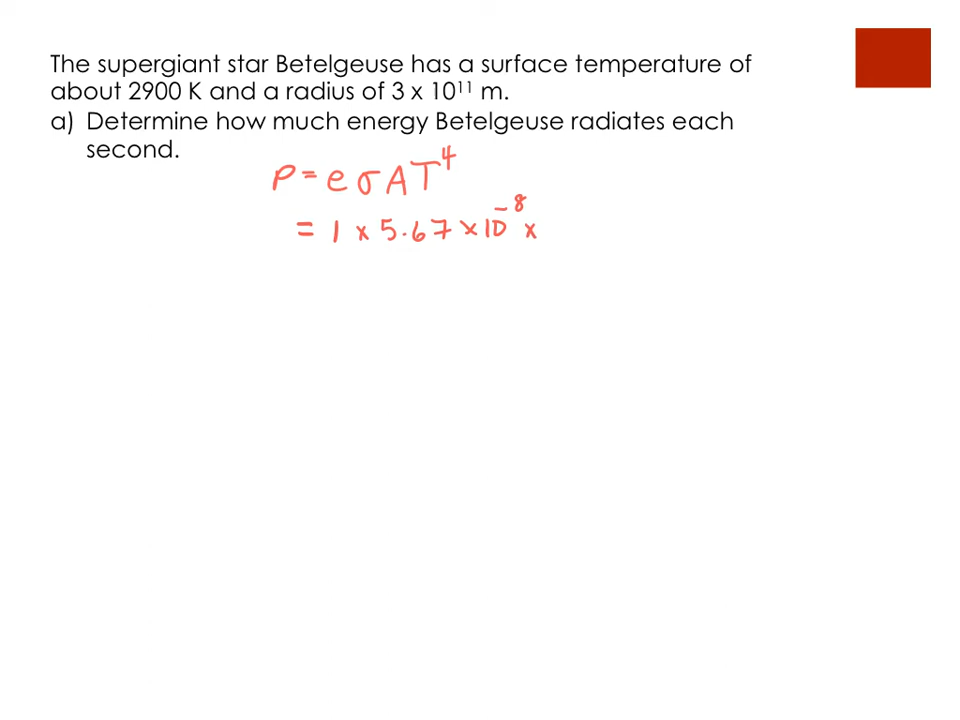 The supergiant star Betelgeuse has a surface temperature of
about 2900 K and a radius of 3 x 10¹¹ m.
a) Determine how much energy Betelgeuse radiates each
second.
P = e σ A T⁴
= 1 × 5.67 × 10⁻⁸ ×